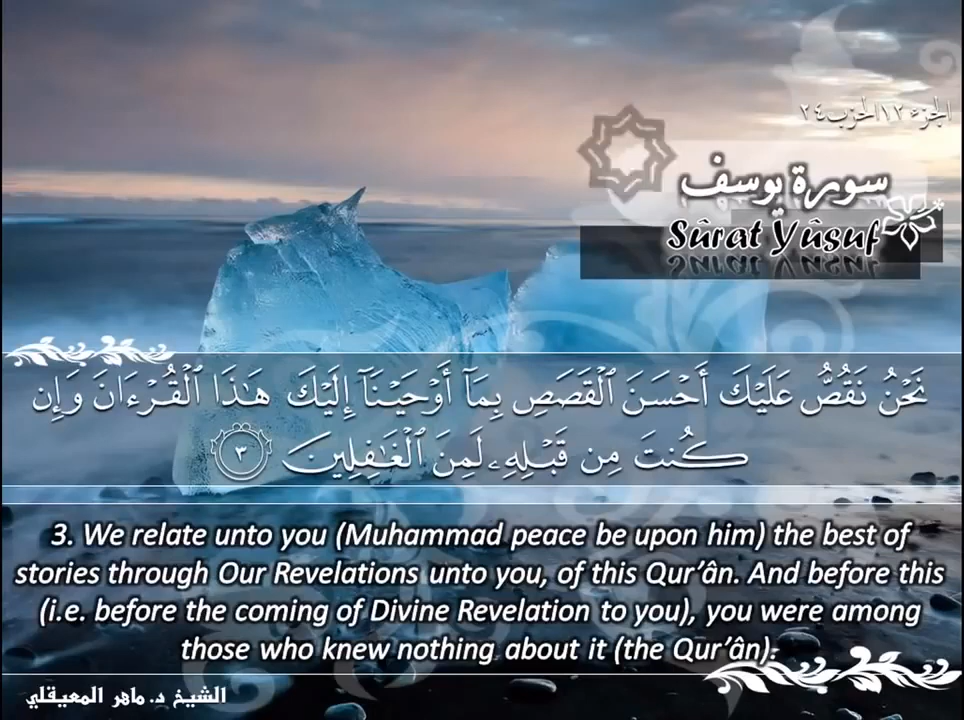 الجزء ١٢ الحزب ٢٤
سورة يوسف
Sûrat Yûsuf
نَحْنُ نَقُصُّ عَلَيْكَ أَحْسَنَ ٱلْقَصَصِ بِمَآ أَوْحَيْنَآ إِلَيْكَ هَـٰذَا ٱلْقُرْءَانَ وَإِن
كُنتَ مِن قَبْلِهِۦ لَمِنَ ٱلْغَـٰفِلِينَ ٣
3. We relate unto you (Muhammad peace be upon him) the best of
stories through Our Revelations unto you, of this Qur’ân. And before this
(i.e. before the coming of Divine Revelation to you), you were among
those who knew nothing about it (the Qur’ân).
الشيخ د. ماهر المعيقلي